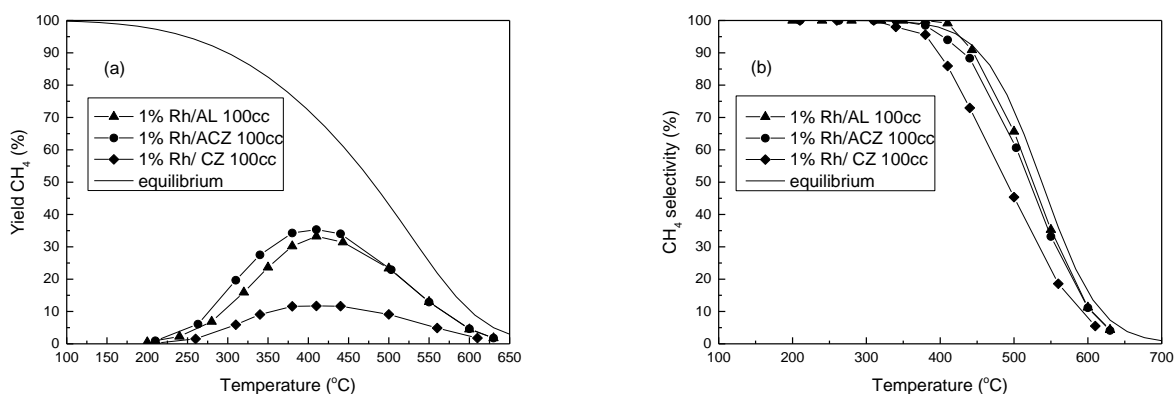 100
90
80
70
60
50
40
30
20
10
0
Yield CH₄ (%)
(a)
1% Rh/AL 100cc
1% Rh/ACZ 100cc
1% Rh/ CZ 100cc
equilibrium
100 150 200 250 300 350 400 450 500 550 600 650
Temperature (°C)
100
90
80
70
60
50
40
30
20
10
0
CH₄ selectivity (%)
(b)
1% Rh/AL 100cc
1% Rh/ACZ 100cc
1% Rh/ CZ 100cc
equilibrium
100 200 300 400 500 600 700
Temperature (°C)